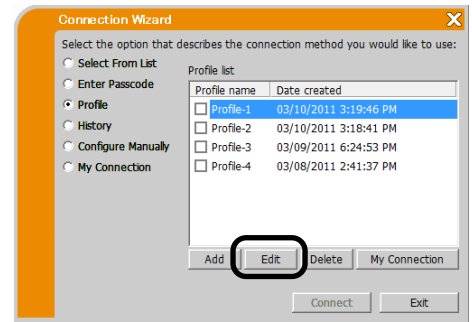 Connection Wizard X
Select the option that describes the connection method you would like to use:
Select From List
Enter Passcode
Profile
History
Configure Manually
My Connection
Profile list
Profile name Date created
Profile-1 03/10/2011 3:19:46 PM
Profile-2 03/10/2011 3:18:41 PM
Profile-3 03/09/2011 6:24:53 PM
Profile-4 03/08/2011 2:41:37 PM
Add Edit Delete My Connection
Connect Exit